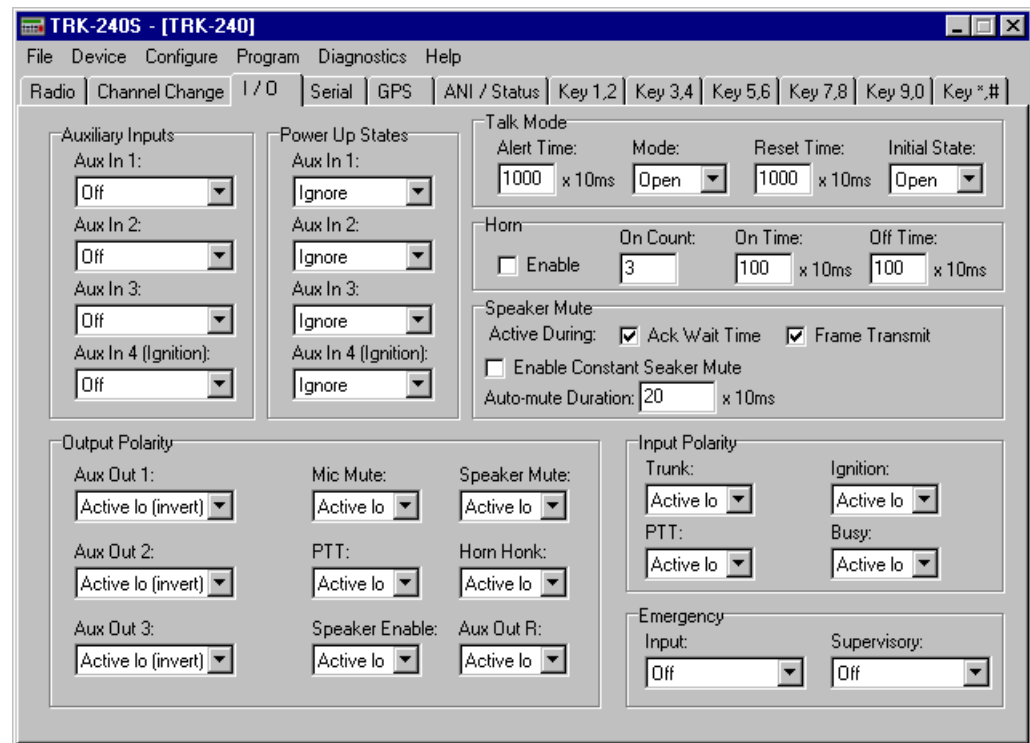 TRK-240S - [TRK-240]
File Device Configure Program Diagnostics Help
Radio Channel Change I / O Serial GPS ANI / Status Key 1,2 Key 3,4 Key 5,6 Key 7,8 Key 9,0 Key *,#
Auxiliary Inputs
Aux In 1:
Off
Aux In 2:
Off
Aux In 3:
Off
Aux In 4 (Ignition):
Off
Power Up States
Aux In 1:
Ignore
Aux In 2:
Ignore
Aux In 3:
Ignore
Aux In 4 (Ignition):
Ignore
Talk Mode
Alert Time: Mode: Reset Time: Initial State:
1000 x 10ms Open 1000 x 10ms Open
Horn
On Count: On Time: Off Time:
Enable 3 100 x 10ms 100 x 10ms
Speaker Mute
Active During: Ack Wait Time Frame Transmit
Enable Constant Seaker Mute
Auto-mute Duration: 20 x 10ms
Output Polarity
Aux Out 1: Mic Mute: Speaker Mute:
Active lo (invert) Active lo Active lo
Aux Out 2: PTT: Horn Honk:
Active lo (invert) Active lo Active lo
Aux Out 3: Speaker Enable: Aux Out R:
Active lo (invert) Active lo Active lo
Input Polarity
Trunk: Ignition:
Active lo Active lo
PTT: Busy:
Active lo Active lo
Emergency
Input: Supervisory:
Off Off